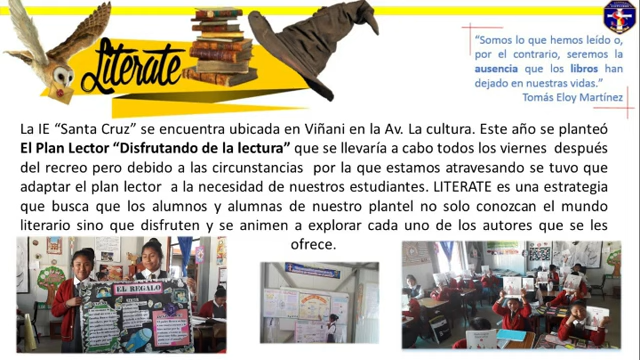 Literate
“Somos lo que hemos leído o,
por el contrario, seremos la
ausencia que los libros han
dejado en nuestras vidas.”
Tomás Eloy Martínez
La IE “Santa Cruz” se encuentra ubicada en Viñani en la Av. La cultura. Este año se planteó
El Plan Lector “Disfrutando de la lectura” que se llevaría a cabo todos los viernes después
del recreo pero debido a las circunstancias por la que estamos atravesando se tuvo que
adaptar el plan lector a la necesidad de nuestros estudiantes. LITERATE es una estrategia
que busca que los alumnos y alumnas de nuestro plantel no solo conozcan el mundo
literario sino que disfruten y se animen a explorar cada uno de los autores que se les
ofrece.
EL REGALO